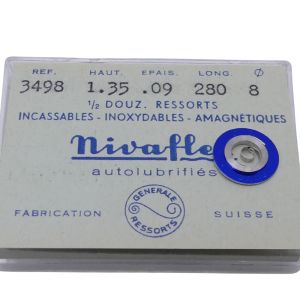 REF. HAUT. EPAIS. LONG. Ø
3498 1.35 .09 280 8
½ DOUZ. RESSORTS
INCASSABLES - INOXYDABLES - AMAGNÉTIQUES
Nivafle
autolubrifiés
GENERALE RESSORTS
FABRICATION SUISSE